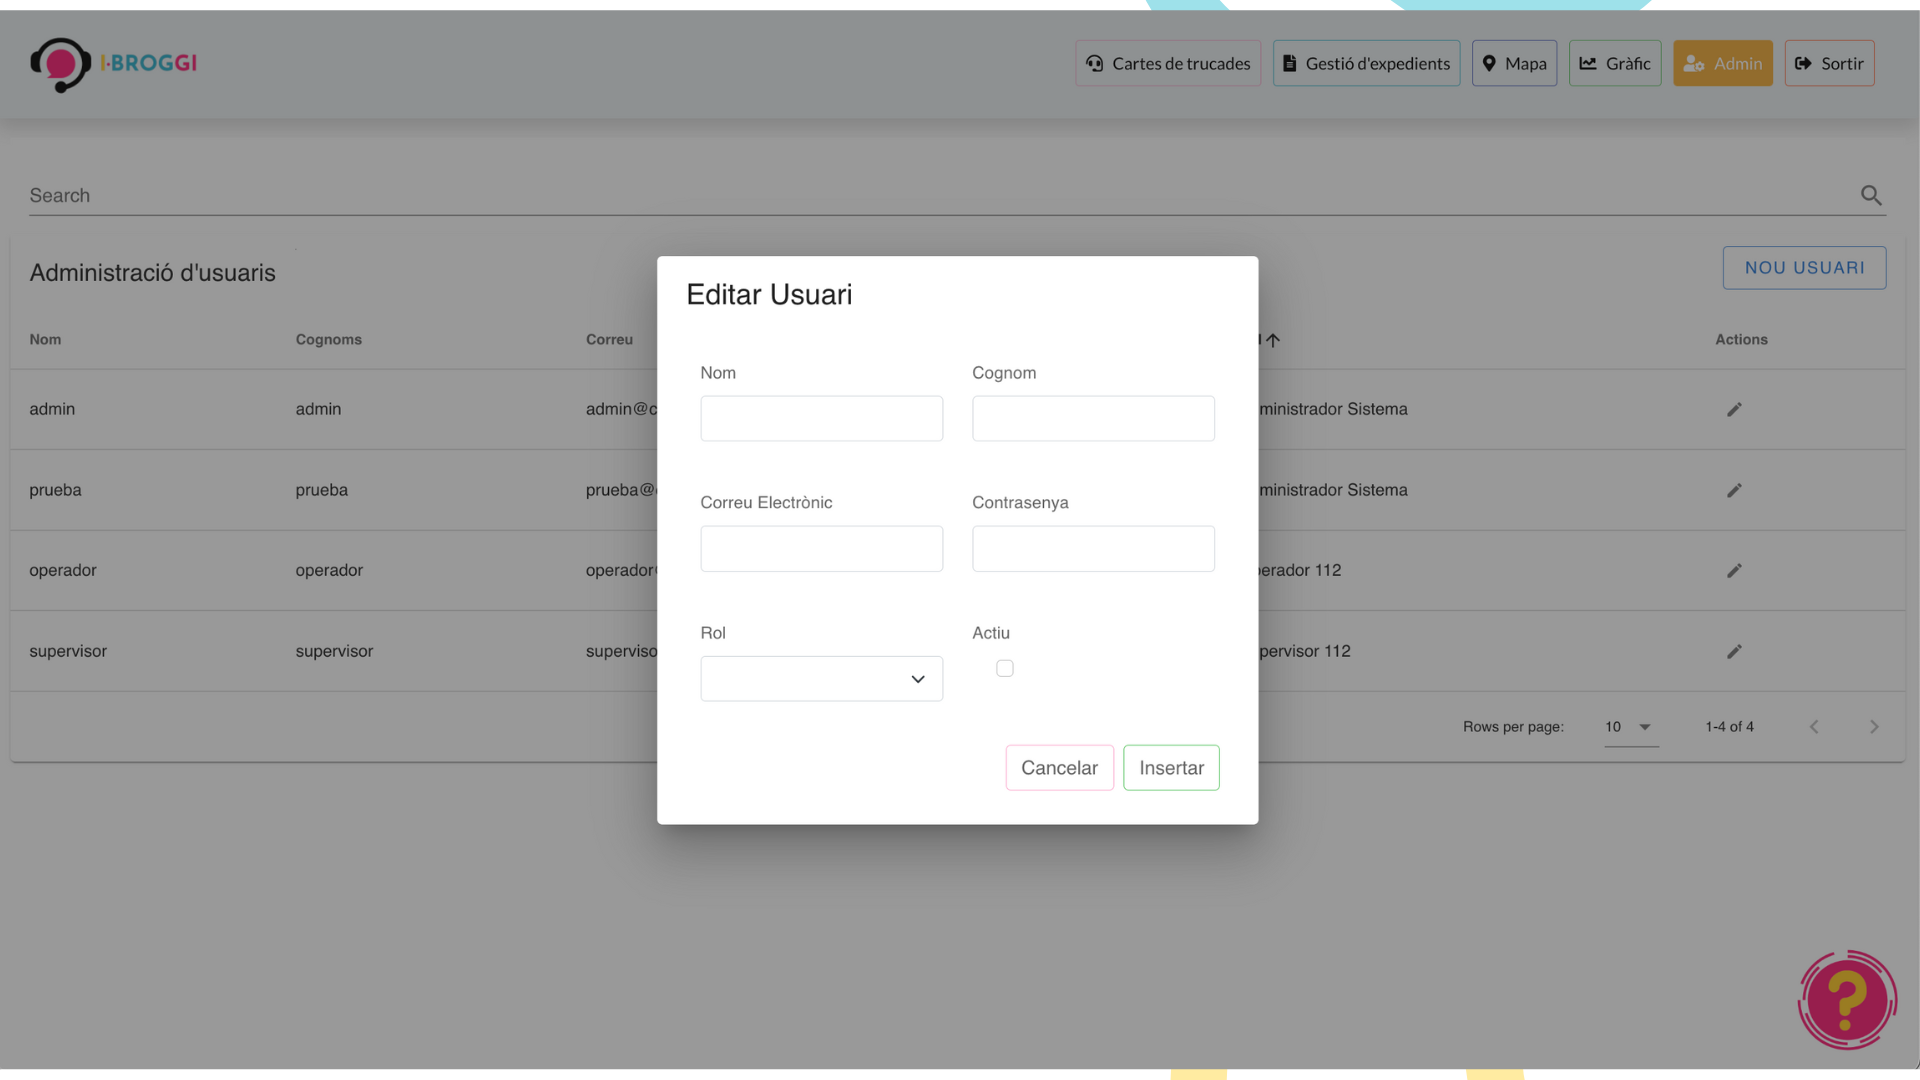 I·BROGGI
Cartes de trucades
Gestió d'expedients
Mapa
Gràfic
Admin
Sortir
Search
Administració d'usuaris
NOU USUARI
Nom
Cognoms
Correu
Actions
admin
admin
admin@c
ministrador Sistema
prueba
prueba
prueba@
ministrador Sistema
operador
operador
operador
erador 112
supervisor
supervisor
superviso
pervisor 112
Rows per page:
10
1-4 of 4
Editar Usuari
Nom
Cognom
Correu Electrònic
Contrasenya
Rol
Actiu
Cancelar
Insertar
?